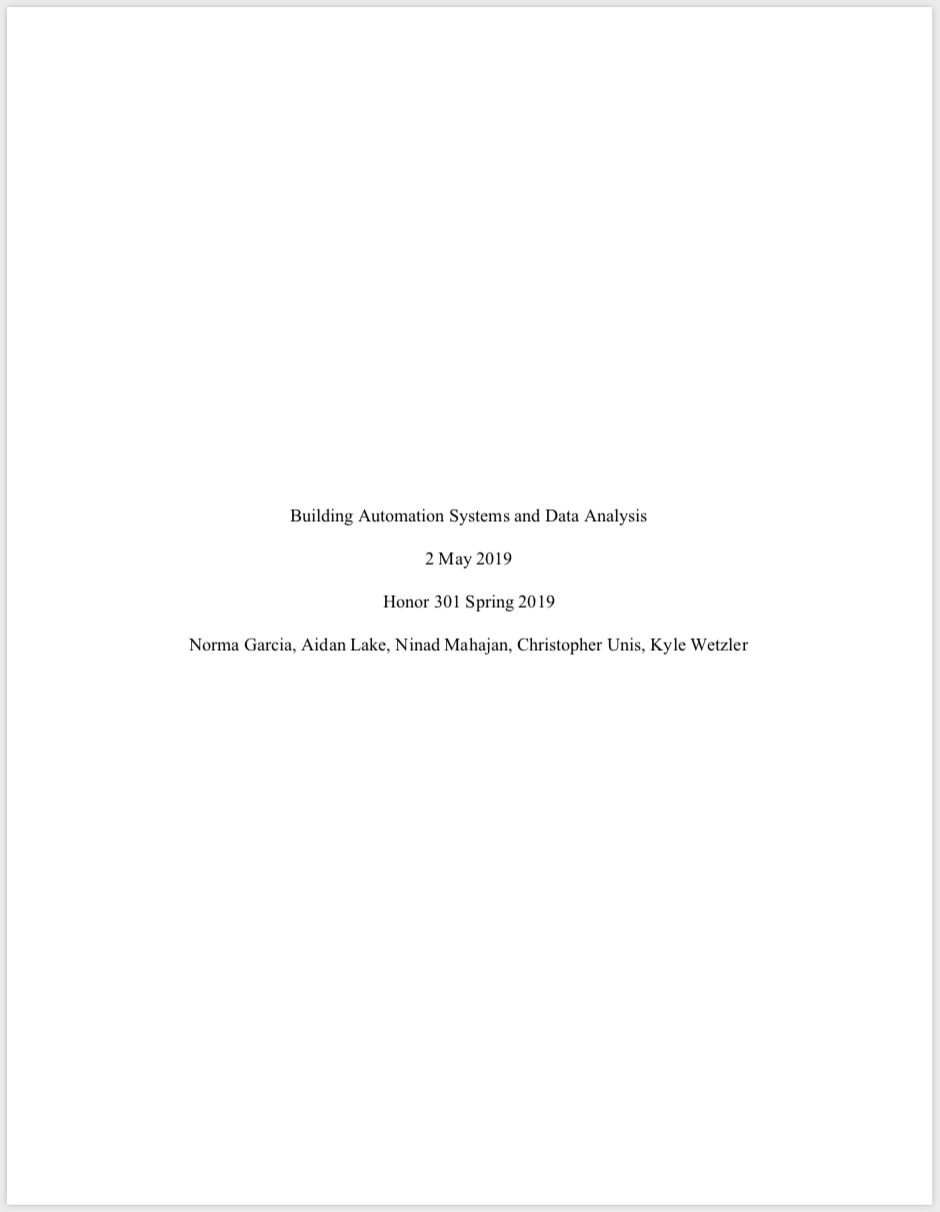 Building Automation Systems and Data Analysis
2 May 2019
Honor 301 Spring 2019
Norma Garcia, Aidan Lake, Ninad Mahajan, Christopher Unis, Kyle Wetzler